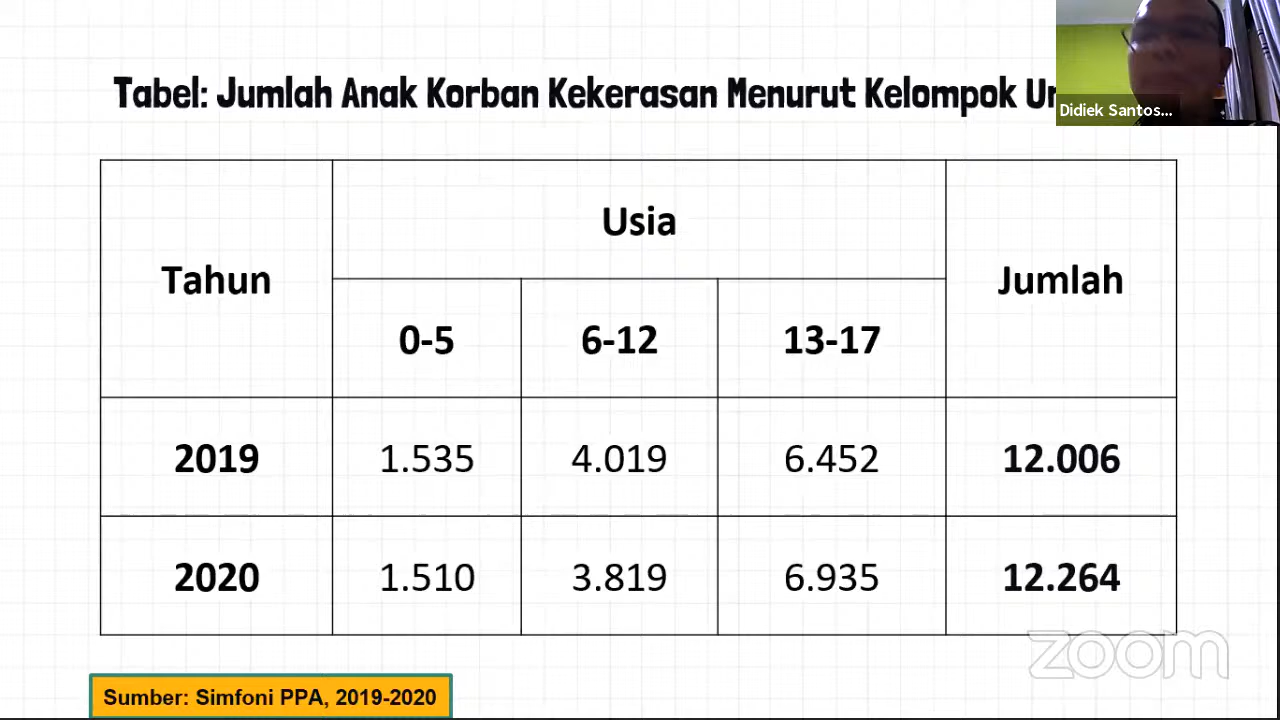 Tabel: Jumlah Anak Korban Kekerasan Menurut Kelompok
Didiek Santos...
Tahun
Usia
Jumlah
0-5 6-12 13-17
2019 1.535 4.019 6.452 12.006
2020 1.510 3.819 6.935 12.264
zoom
Sumber: Simfoni PPA, 2019-2020